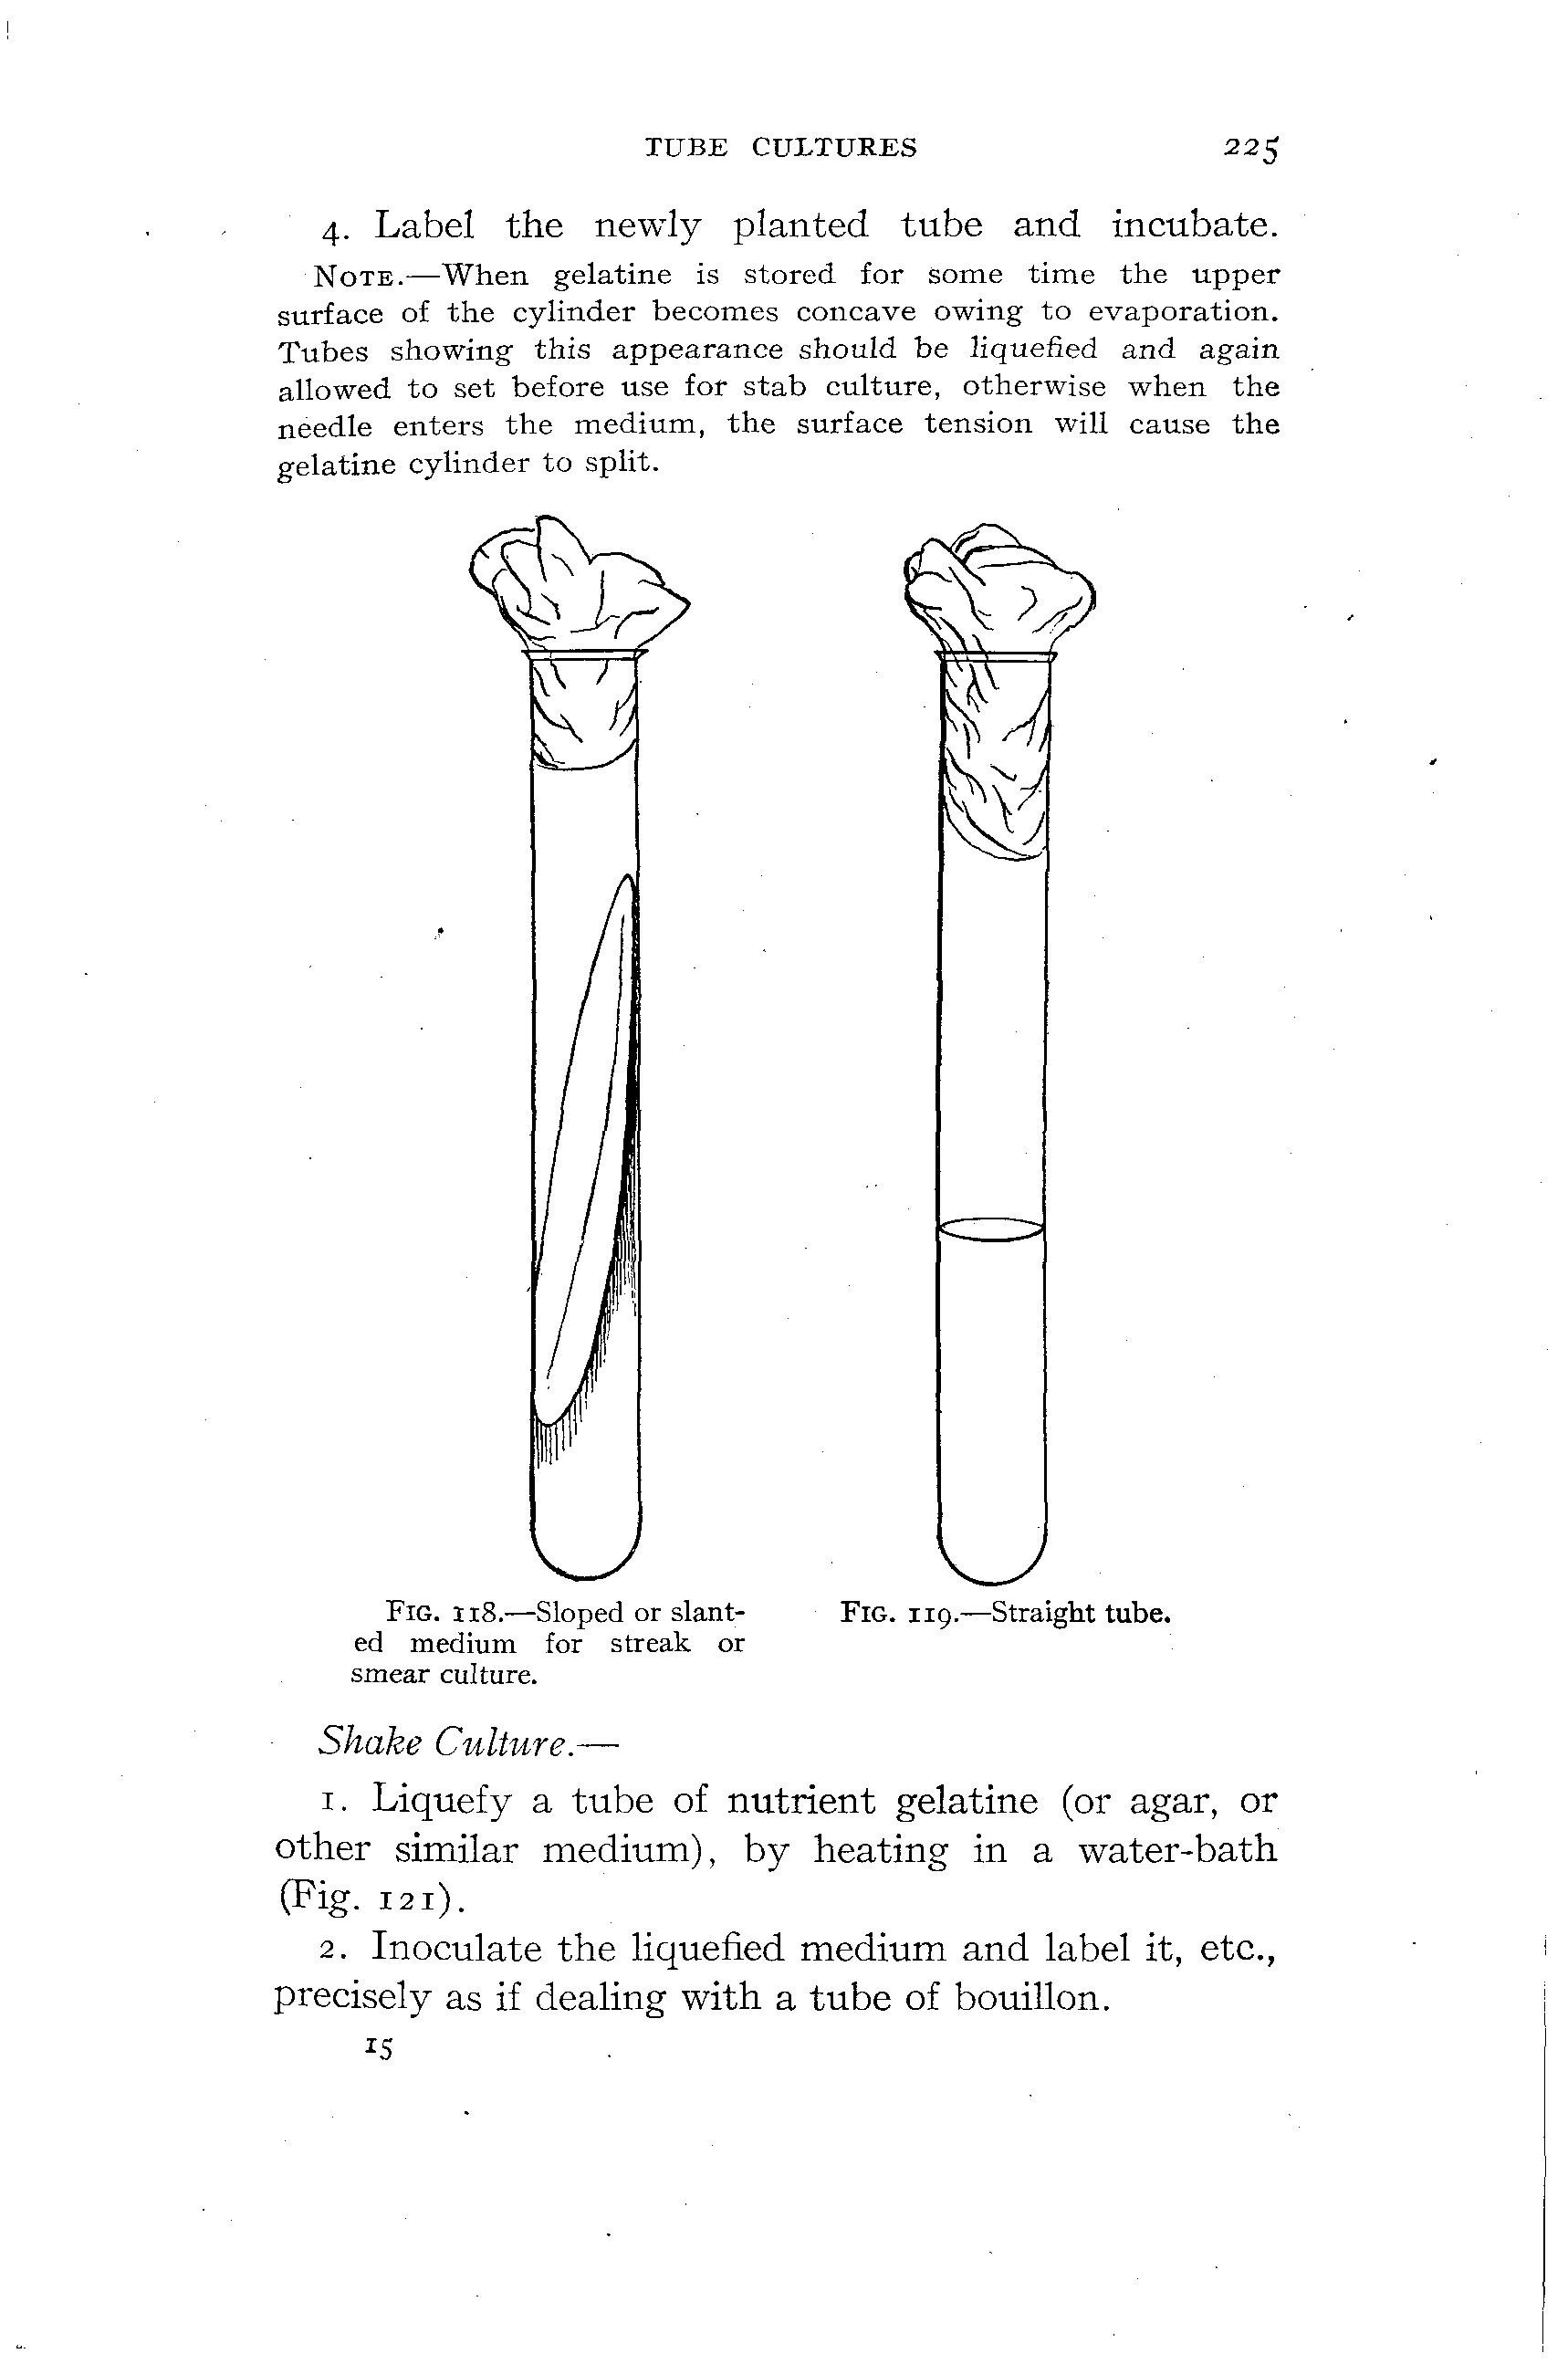 TUBE CULTURES 225
4. Label the newly planted tube and incubate.
NOTE.—When gelatine is stored for some time the upper
surface of the cylinder becomes concave owing to evaporation.
Tubes showing this appearance should be liquefied and again
allowed to set before use for stab culture, otherwise when the
needle enters the medium, the surface tension will cause the
gelatine cylinder to split.
FIG. 118.—Sloped or slant-
ed medium for streak or
smear culture.
FIG. 119.—Straight tube.
Shake Culture.—
1. Liquefy a tube of nutrient gelatine (or agar, or
other similar medium), by heating in a water-bath
(Fig. 121).
2. Inoculate the liquefied medium and label it, etc.,
precisely as if dealing with a tube of bouillon.
15